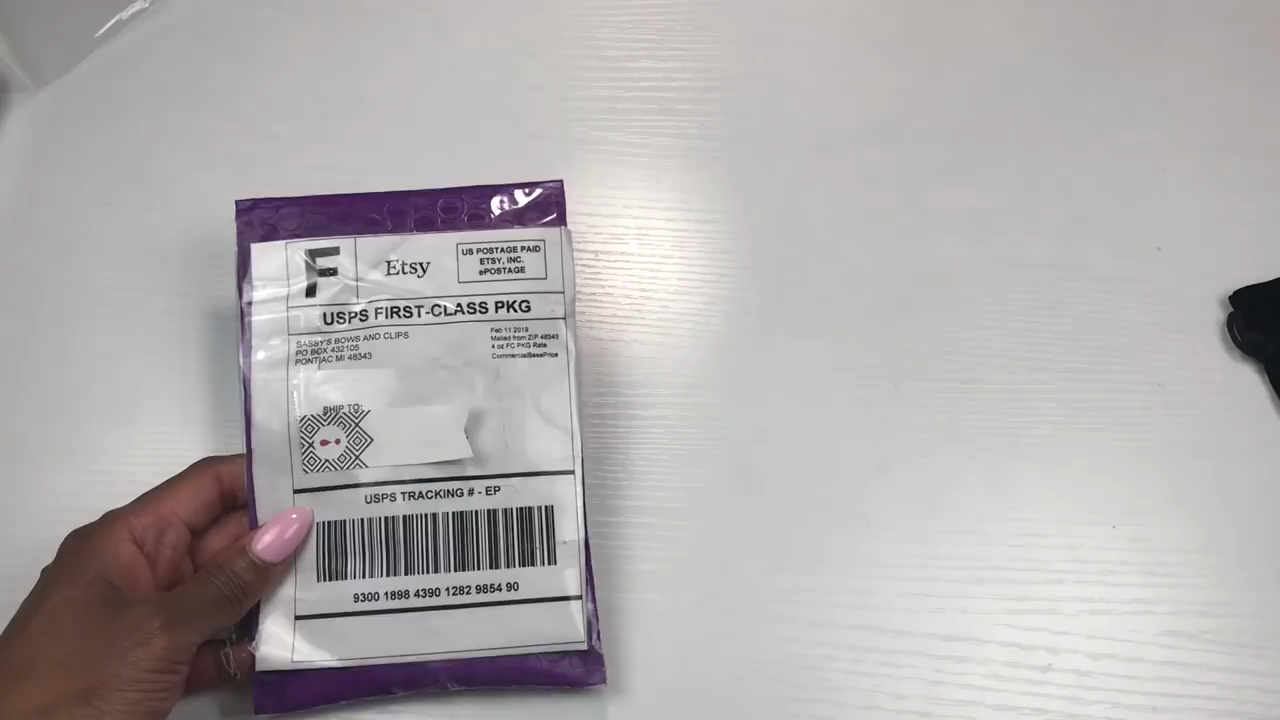 F
Etsy
US POSTAGE PAID
ETSY, INC.
ePOSTAGE
USPS FIRST-CLASS PKG
SASSY'S BOWS AND CLIPS
PO BOX 432105
PONTIAC MI 48343
Feb 11 2019
Mailed from ZIP 48343
4 oz FC PKG Rate
CommercialBasePrice
SHIP TO:
USPS TRACKING # - EP
9300 1898 4390 1282 9854 90